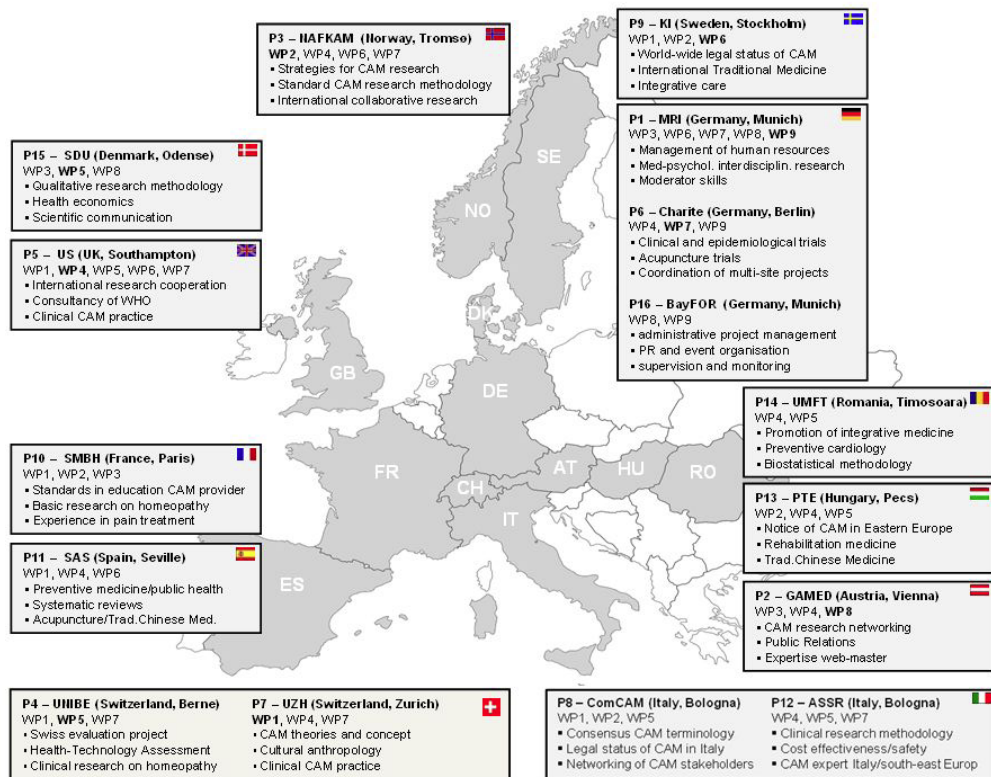 P3 – NAFKAM (Norway, Tromso)
WP2, WP4, WP6, WP7
▪ Strategies for CAM research
▪ Standard CAM research methodology
▪ International collaborative research
P9 – KI (Sweden, Stockholm)
WP1, WP2, WP6
▪ World-wide legal status of CAM
▪ International Traditional Medicine
▪ Integrative care
P1 – MRI (Germany, Munich)
WP3, WP6, WP7, WP8, WP9
▪ Management of human resources
▪ Med-psychol. interdisciplin. research
▪ Moderator skills
P6 – Charite (Germany, Berlin)
WP4, WP7, WP9
▪ Clinical and epidemiological trials
▪ Acupuncture trials
▪ Coordination of multi-site projects
P16 – BayFOR (Germany, Munich)
WP8, WP9
▪ administrative project management
▪ PR and event organisation
▪ supervision and monitoring
P15 – SDU (Denmark, Odense)
WP3, WP5, WP8
▪ Qualitative research methodology
▪ Health economics
▪ Scientific communication
P5 – US (UK, Southampton)
WP1, WP4, WP5, WP6, WP7
▪ International research cooperation
▪ Consultancy of WHO
▪ Clinical CAM practice
SE
NO
DK
GB
DE
FR
CH
AT
HU
RO
IT
ES
P14 – UMFT (Romania, Timosoara)
WP4, WP5
▪ Promotion of integrative medicine
▪ Preventive cardiology
▪ Biostatistical methodology
P10 – SMBH (France, Paris)
WP1, WP2, WP3
▪ Standards in education CAM provider
▪ Basic research on homeopathy
▪ Experience in pain treatment
P13 – PTE (Hungary, Pecs)
WP2, WP4, WP5
▪ Notice of CAM in Eastern Europe
▪ Rehabilitation medicine
▪ Trad.Chinese Medicine
P11 – SAS (Spain, Seville)
WP1, WP4, WP6
▪ Preventive medicine/public health
▪ Systematic reviews
▪ Acupuncture/Trad.Chinese Med.
P2 – GAMED (Austria, Vienna)
WP3, WP4, WP8
▪ CAM research networking
▪ Public Relations
▪ Expertise web-master
P4 – UNIBE (Switzerland, Berne)
WP1, WP5, WP7
▪ Swiss evaluation project
▪ Health-Technology Assessment
▪ Clinical research on homeopathy
P7 – UZH (Switzerland, Zurich)
WP1, WP4, WP7
▪ CAM theories and concept
▪ Cultural anthropology
▪ Clinical CAM practice
P8 – ComCAM (Italy, Bologna)
WP1, WP2, WP5
▪ Consensus CAM terminology
▪ Legal status of CAM in Italy
▪ Networking of CAM stakeholders
P12 – ASSR (Italy, Bologna)
WP4, WP5, WP7
▪ Clinical research methodology
▪ Cost effectiveness/safety
▪ CAM expert Italy/south-east Europ